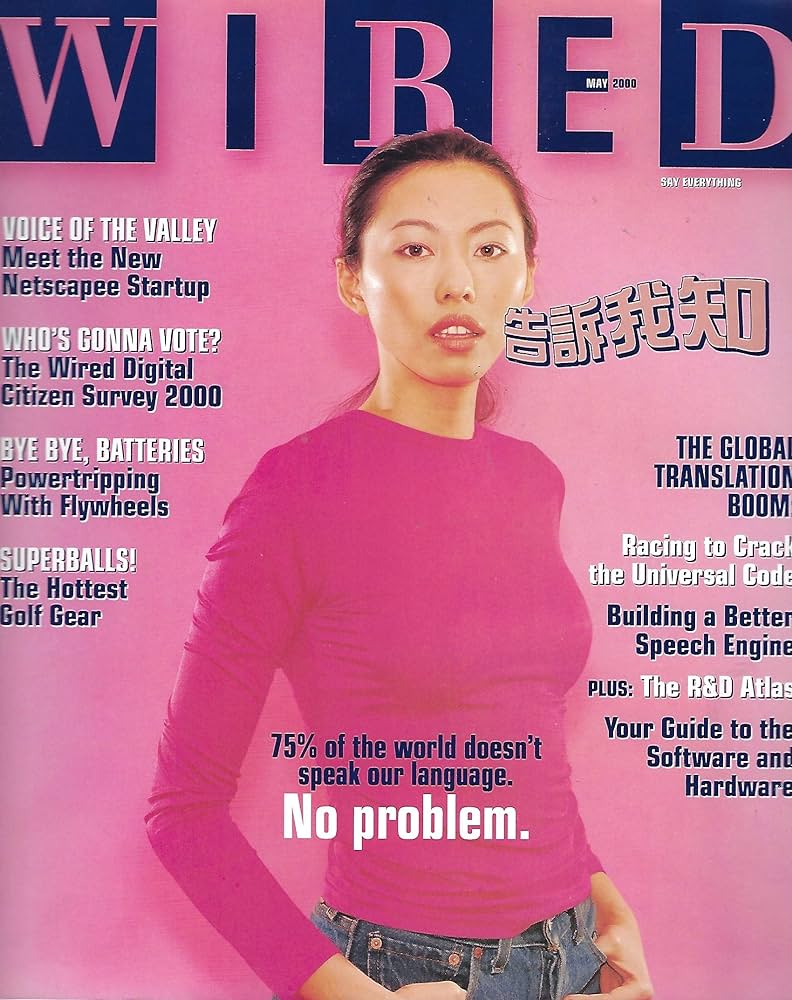 WIRED
MAY 2000
SAY EVERYTHING
VOICE OF THE VALLEY
Meet the New
Netscapee Startup
WHO'S GONNA VOTE?
The Wired Digital
Citizen Survey 2000
BYE BYE, BATTERIES
Powertripping
With Flywheels
SUPERBALLS!
The Hottest
Golf Gear
告訴我知
THE GLOBAL
TRANSLATION
BOOM:
Racing to Crack
the Universal Code
Building a Better
Speech Engine
PLUS: The R&D Atlas
Your Guide to the
Software and
Hardware
75% of the world doesn't
speak our language.
No problem.